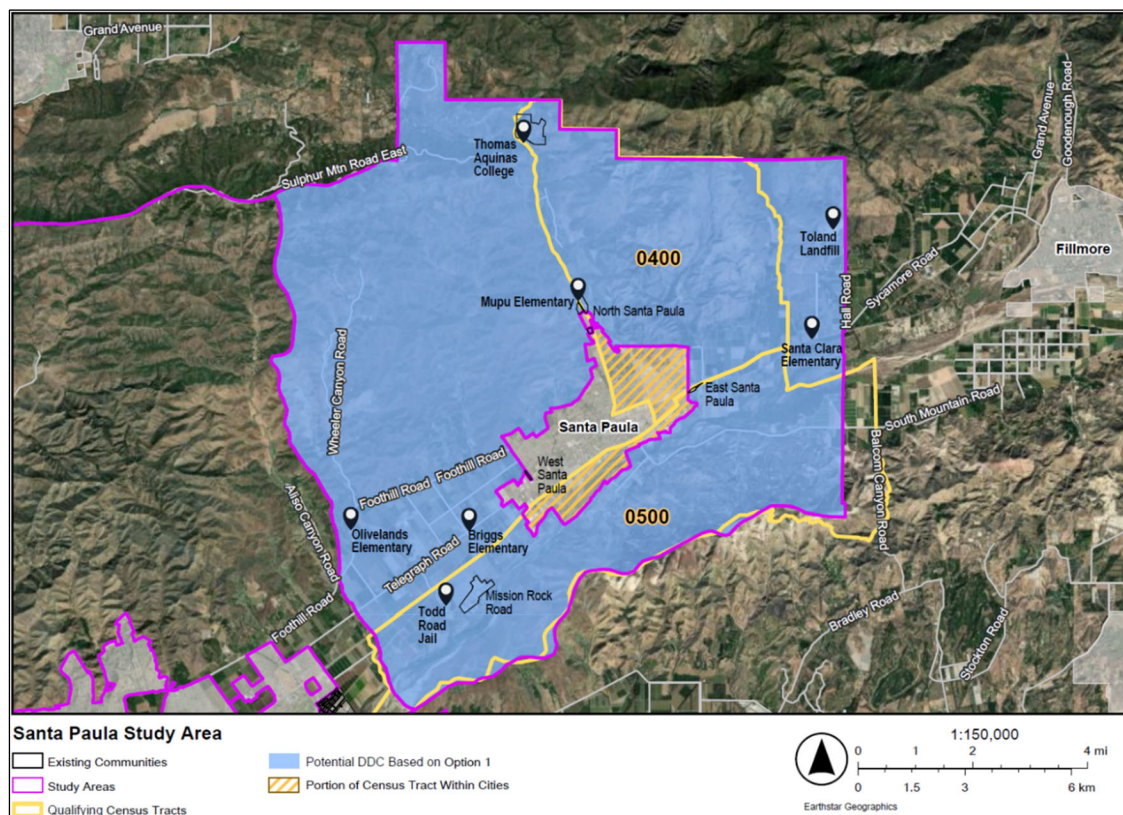 Grand Avenue
Grand Avenue
Goodenough Road
Thomas
Aquinas
College
Sulphur Mtn Road East
Toland
Landfill
Fillmore
0400
Sycamore Road
Hall Road
Mupu Elementary
North Santa Paula
Santa Clara
Elementary
Wheeler Canyon Road
East Santa
Paula
South Mountain Road
Santa Paula
Balcom Canyon Road
Foothill Road
Foothill Road
West
Santa
Paula
Aliso Canyon Road
0500
Olivelands
Elementary
Briggs
Elementary
Telegraph Road
Mission Rock
Road
Todd
Road
Jail
Foothill Road
Bradley Road
Stockton Road
Santa Paula Study Area
Existing Communities
Study Areas
Qualifying Census Tracts
Potential DDC Based on Option 1
Portion of Census Tract Within Cities
1:150,000
0 1 2 4 mi
0 1.5 3 6 km
Earthstar Geographics